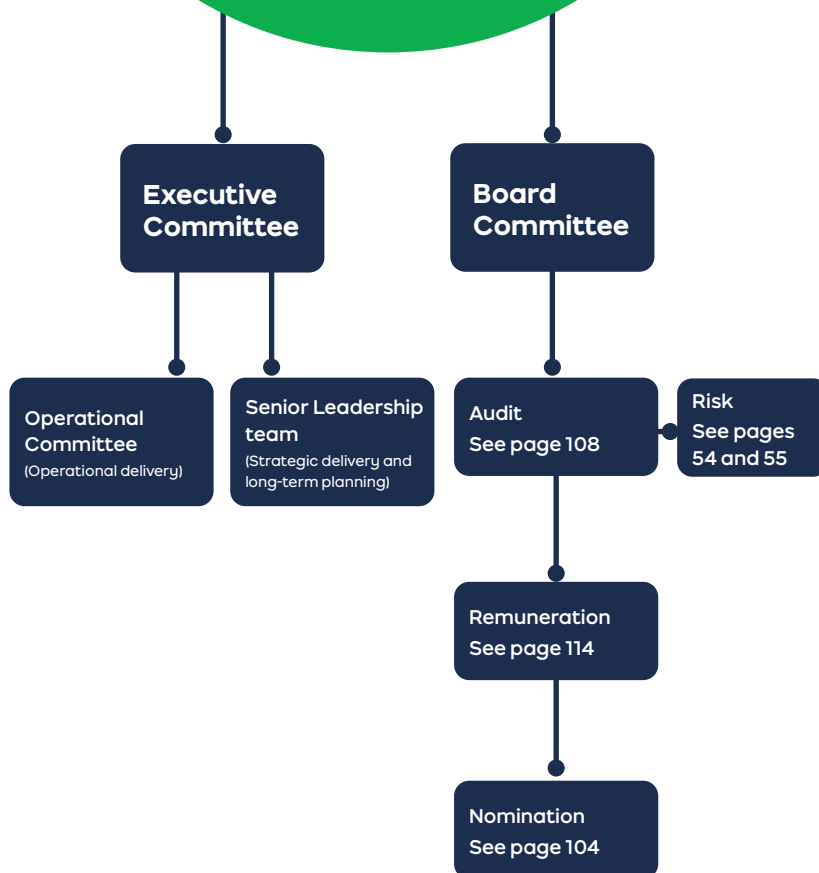 Executive
Committee
Board
Committee
Operational
Committee
(Operational delivery)
Senior Leadership
team
(Strategic delivery and
long-term planning)
Audit
See page 108
Risk
See pages
54 and 55
Remuneration
See page 114
Nomination
See page 104